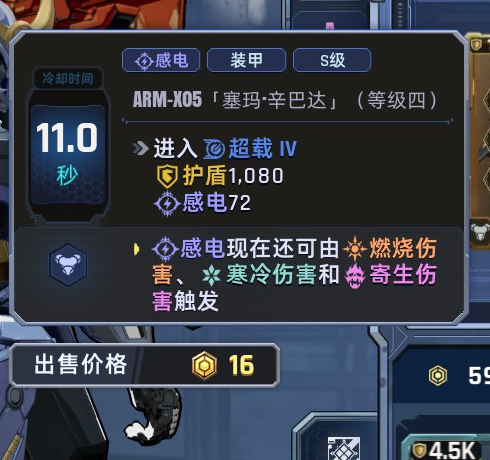 感电 装甲 S级
冷却时间
11.0
秒
ARM-X05「塞玛·辛巴达」（等级四）
进入 超载 IV
护盾1,080
感电72
感电现在还可由 燃烧伤
害、 寒冷伤害和 寄生伤
害触发
出售价格 16
4.5K